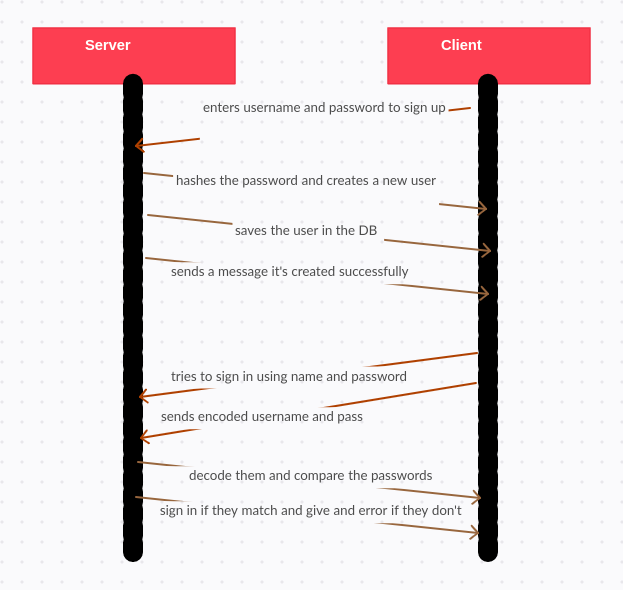 Server
Client
enters username and password to sign up
hashes the password and creates a new user
saves the user in the DB
sends a message it's created successfully
tries to sign in using name and password
sends encoded username and pass
decode them and compare the passwords
sign in if they match and give and error if they don't